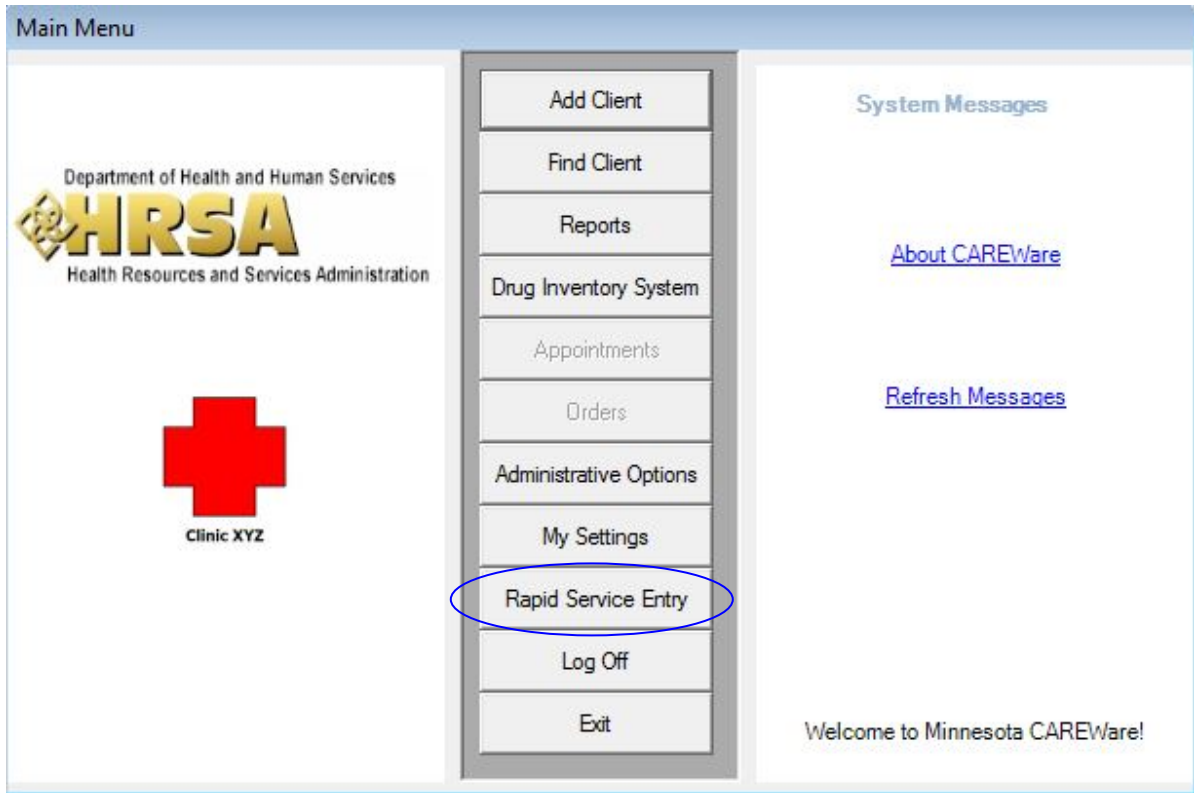 Main Menu
Department of Health and Human Services
HRSA
Health Resources and Services Administration
Clinic XYZ
Add Client
Find Client
Reports
Drug Inventory System
Appointments
Orders
Administrative Options
My Settings
Rapid Service Entry
Log Off
Exit
System Messages
About CAREWare
Refresh Messages
Welcome to Minnesota CAREWare!